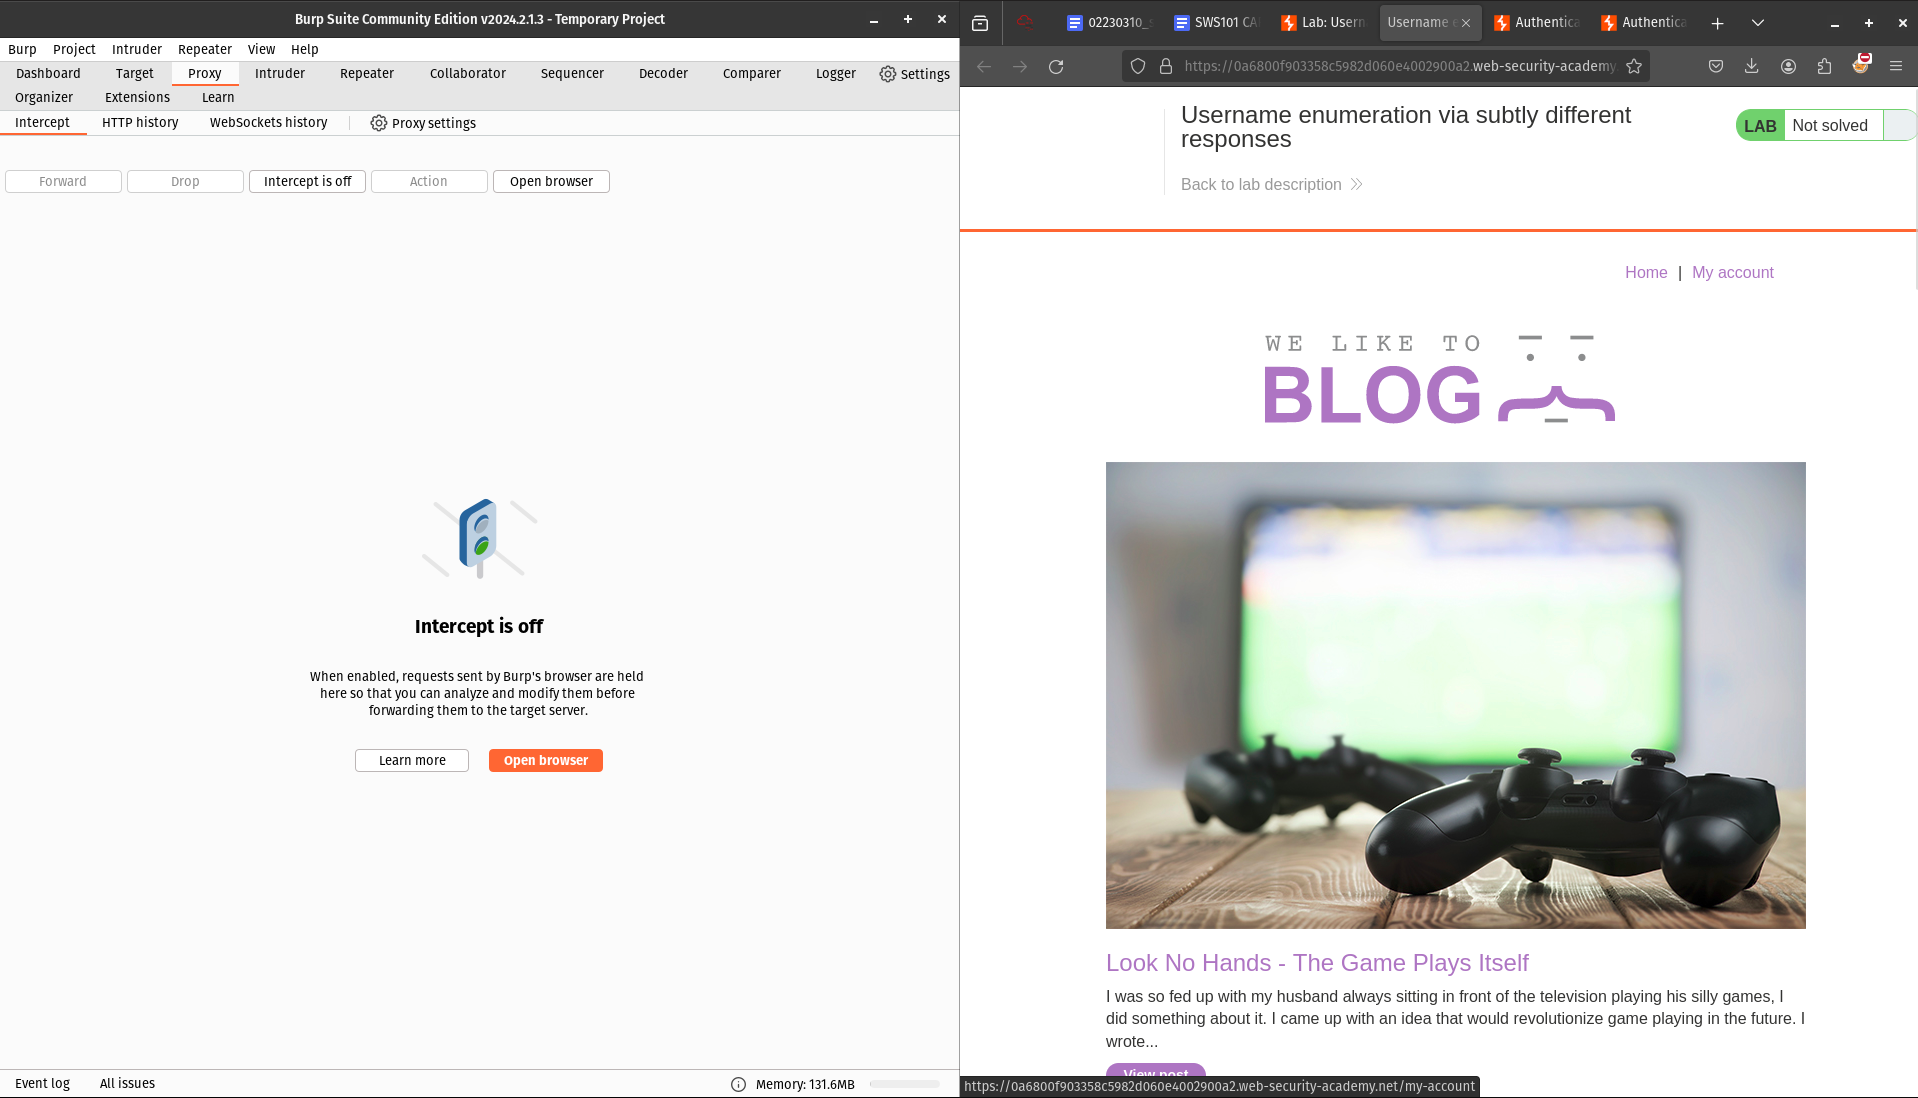 Burp Suite Community Edition v2024.2.1.3 - Temporary Project
Burp Project Intruder Repeater View Help
Dashboard Target Proxy Intruder Repeater Collaborator Sequencer Decoder Comparer Logger Settings
Organizer Extensions Learn
Intercept HTTP history WebSockets history Proxy settings
Forward Drop Intercept is off Action Open browser
Intercept is off
When enabled, requests sent by Burp's browser are held
here so that you can analyze and modify them before
forwarding them to the target server.
Learn more Open browser
Event log All issues Memory: 131.6MB
02230310_ SWS101 CA Lab: Usern Username e Authentica Authentica
https://0a6800f903358c5982d060e4002900a2.web-security-academy.
Username enumeration via subtly different
responses
LAB Not solved
Back to lab description
Home | My account
WE LIKE TO
BLOG
Look No Hands - The Game Plays Itself
I was so fed up with my husband always sitting in front of the television playing his silly games, I
did something about it. I came up with an idea that would revolutionize game playing in the future. I
wrote...
View post
https://0a6800f903358c5982d060e4002900a2.web-security-academy.net/my-account